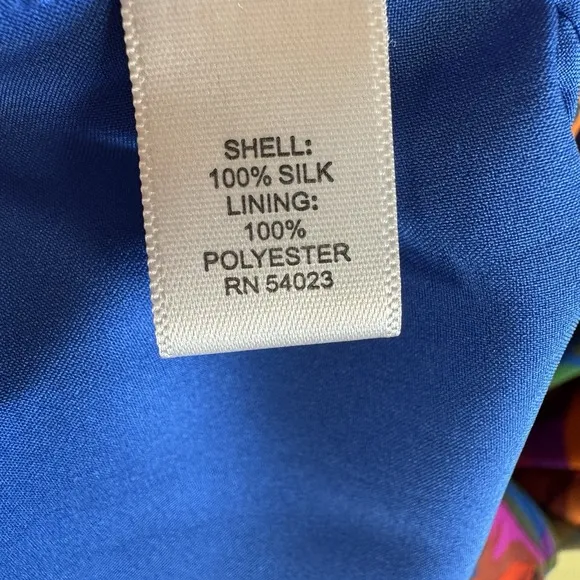 SHELL:
100% SILK
LINING:
100%
POLYESTER
RN 54023